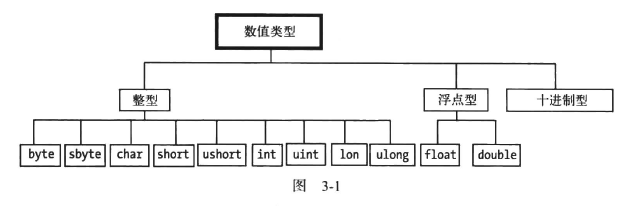 数值类型
整型
浮点型
十进制型
byte sbyte char short ushort int uint lon ulong float double
图 3-1